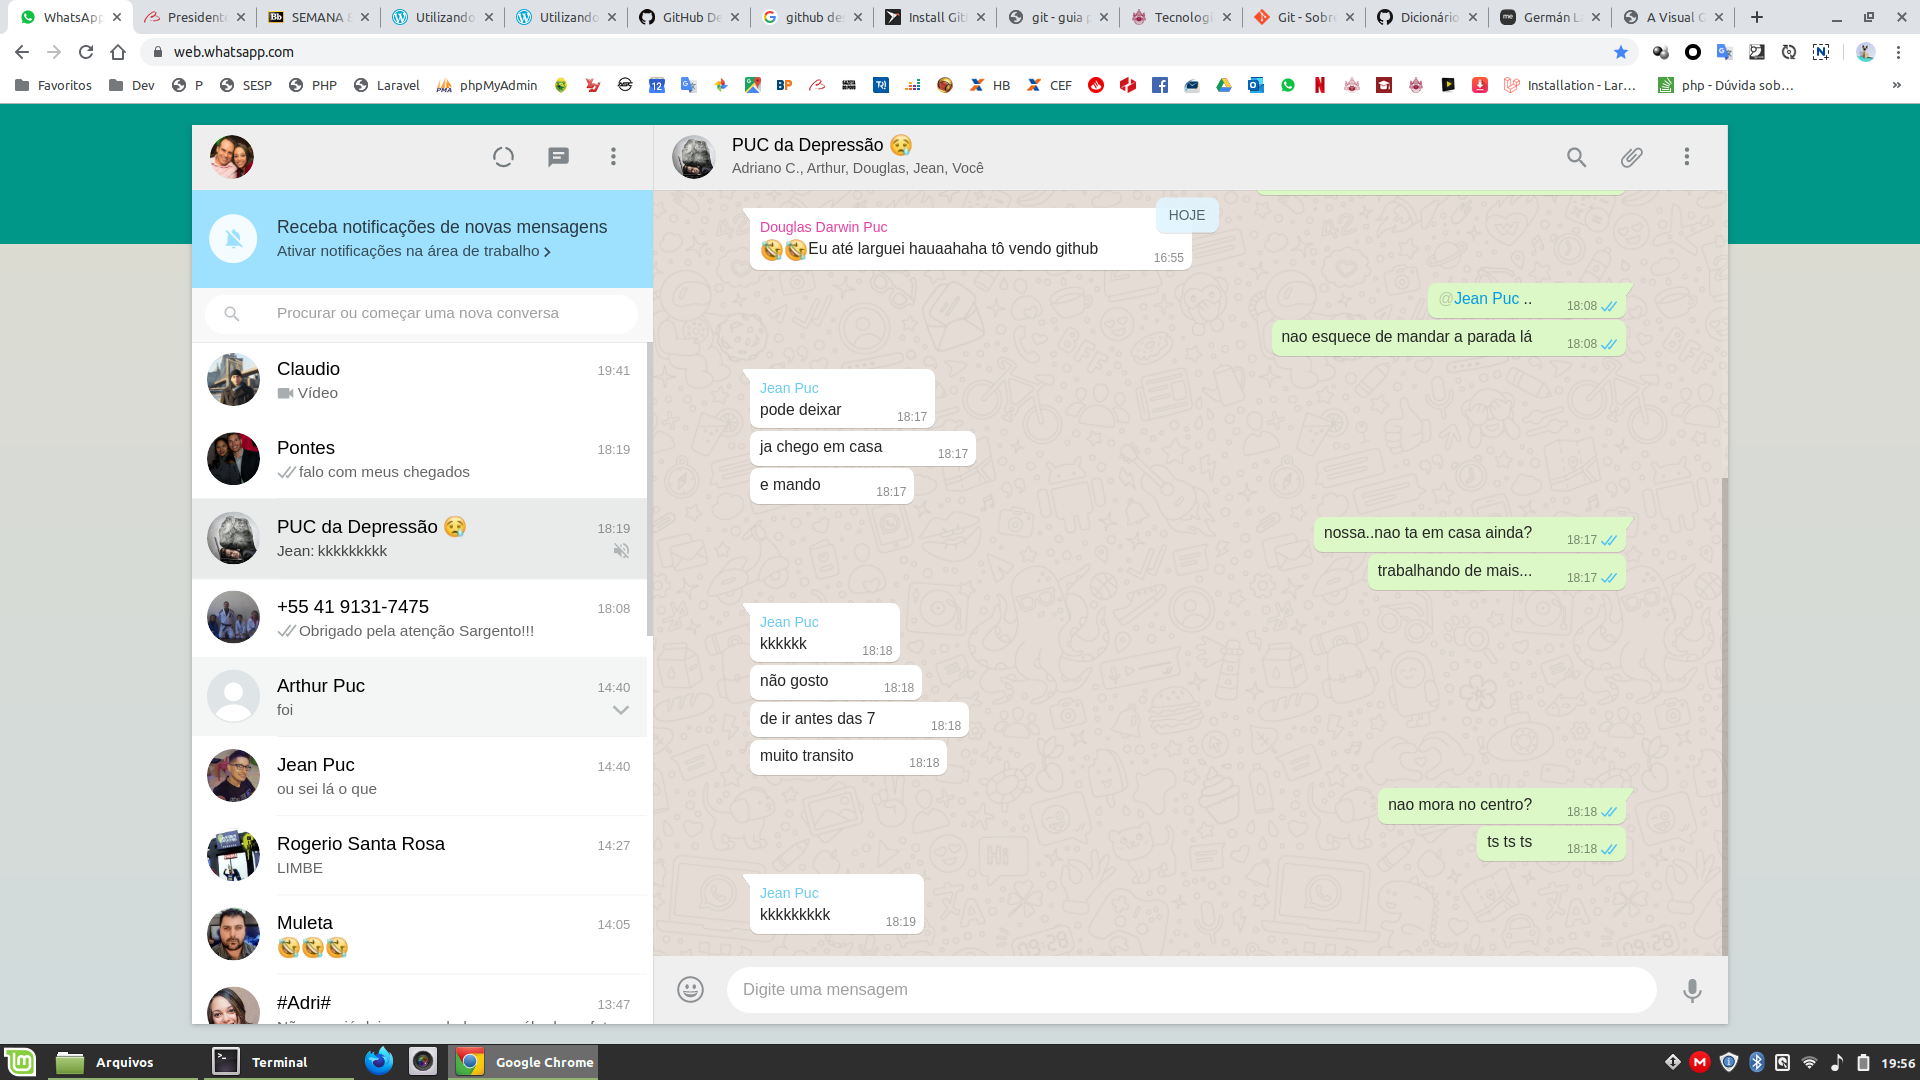 WhatsApp
Presidente
SEMANA 8
Utilizando
Utilizando
GitHub De
github des
Install Git
git - guia p
Tecnologi
Git - Sobre
Dicionário
Germán L
A Visual G
web.whatsapp.com
Favoritos
Dev
P
SESP
PHP
Laravel
phpMyAdmin
HB
CEF
Installation - Lar...
php - Dúvida sob...
»
PUC da Depressão 😢
Adriano C., Arthur, Douglas, Jean, Você
Receba notificações de novas mensagens
Ativar notificações na área de trabalho >
Procurar ou começar uma nova conversa
Claudio 19:41
Vídeo
Pontes 18:19
falo com meus chegados
PUC da Depressão 😢 18:19
Jean: kkkkkkkkk
+55 41 9131-7475 18:08
Obrigado pela atenção Sargento!!!
Arthur Puc 14:40
foi
Jean Puc 14:40
ou sei lá o que
Rogerio Santa Rosa 14:27
LIMBE
Muleta 14:05
🤣🤣🤣
#Adri# 13:47
HOJE
Douglas Darwin Puc
🤣🤣Eu até larguei hauaahaha tô vendo github 16:55
@Jean Puc .. 18:08
nao esquece de mandar a parada lá 18:08
Jean Puc
pode deixar 18:17
ja chego em casa 18:17
e mando 18:17
nossa..nao ta em casa ainda? 18:17
trabalhando de mais... 18:17
Jean Puc
kkkkkk 18:18
não gosto 18:18
de ir antes das 7 18:18
muito transito 18:18
nao mora no centro? 18:18
ts ts ts 18:18
Jean Puc
kkkkkkkkk 18:19
Digite uma mensagem
Arquivos
Terminal
Google Chrome
19:56